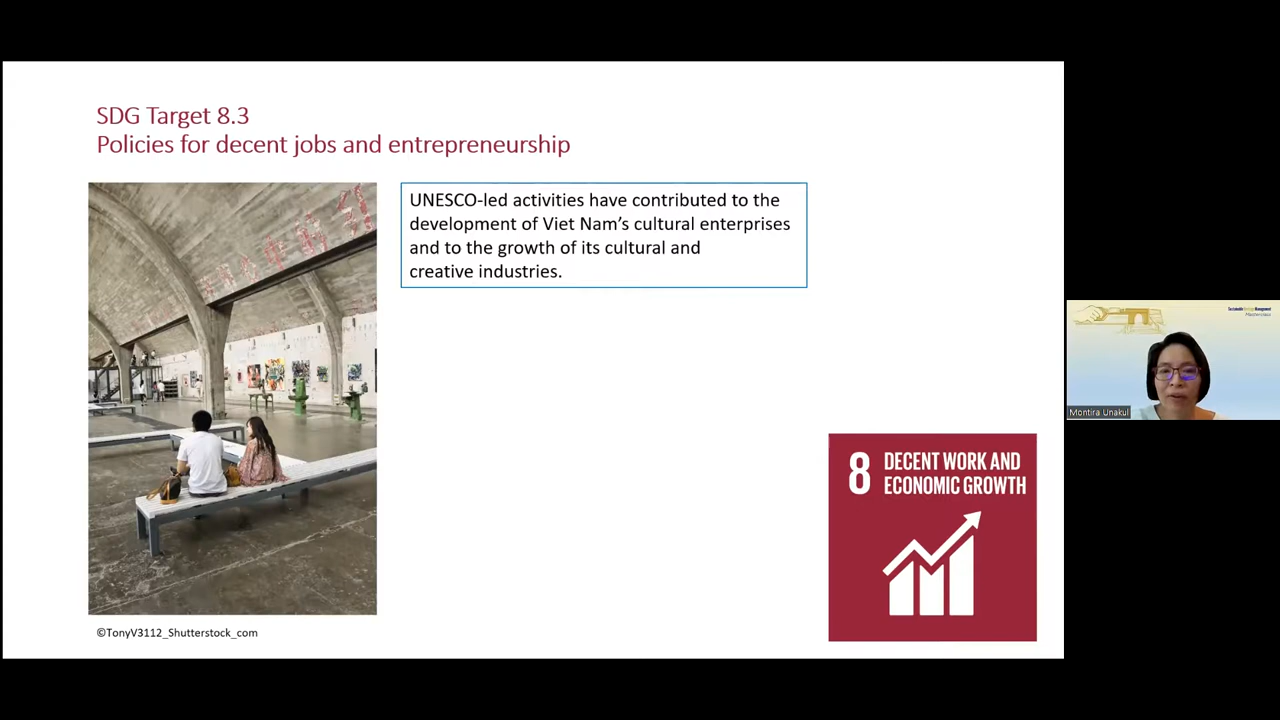 SDG Target 8.3
Policies for decent jobs and entrepreneurship
UNESCO-led activities have contributed to the
development of Viet Nam’s cultural enterprises
and to the growth of its cultural and
creative industries.
8 DECENT WORK AND
ECONOMIC GROWTH
©TonyV3112_Shutterstock_com
Montira Unakul